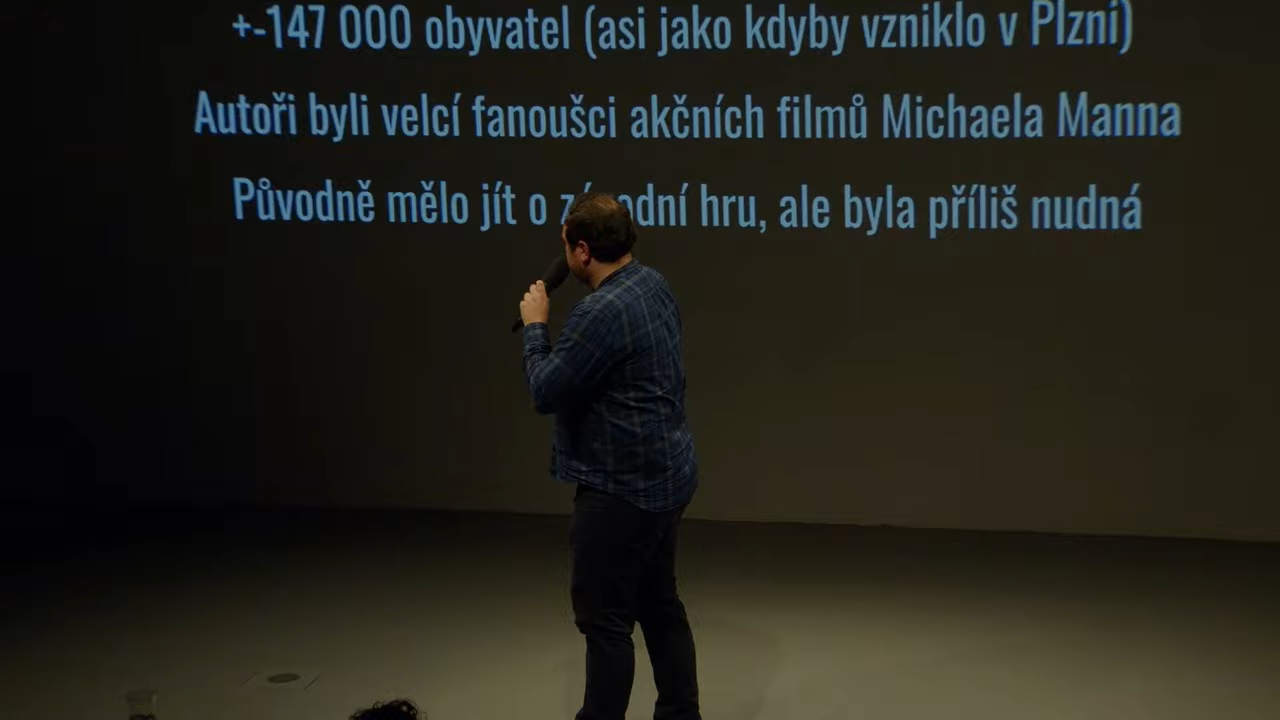 +-147 000 obyvatel (asi jako kdyby vzniklo v Plzni)
Autoři byli velcí fanoušci akčních filmů Michaela Manna
Původně mělo jít o hru, ale byla příliš nudná